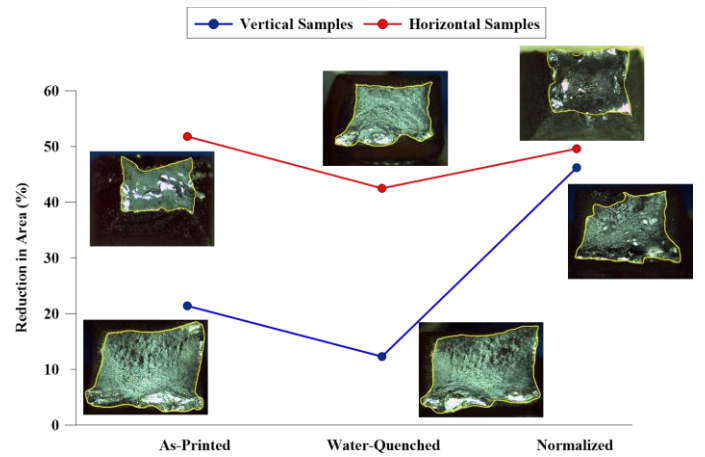 Vertical Samples
Horizontal Samples
Reduction in Area (%)
60
50
40
30
20
10
0
As-Printed
Water-Quenched
Normalized